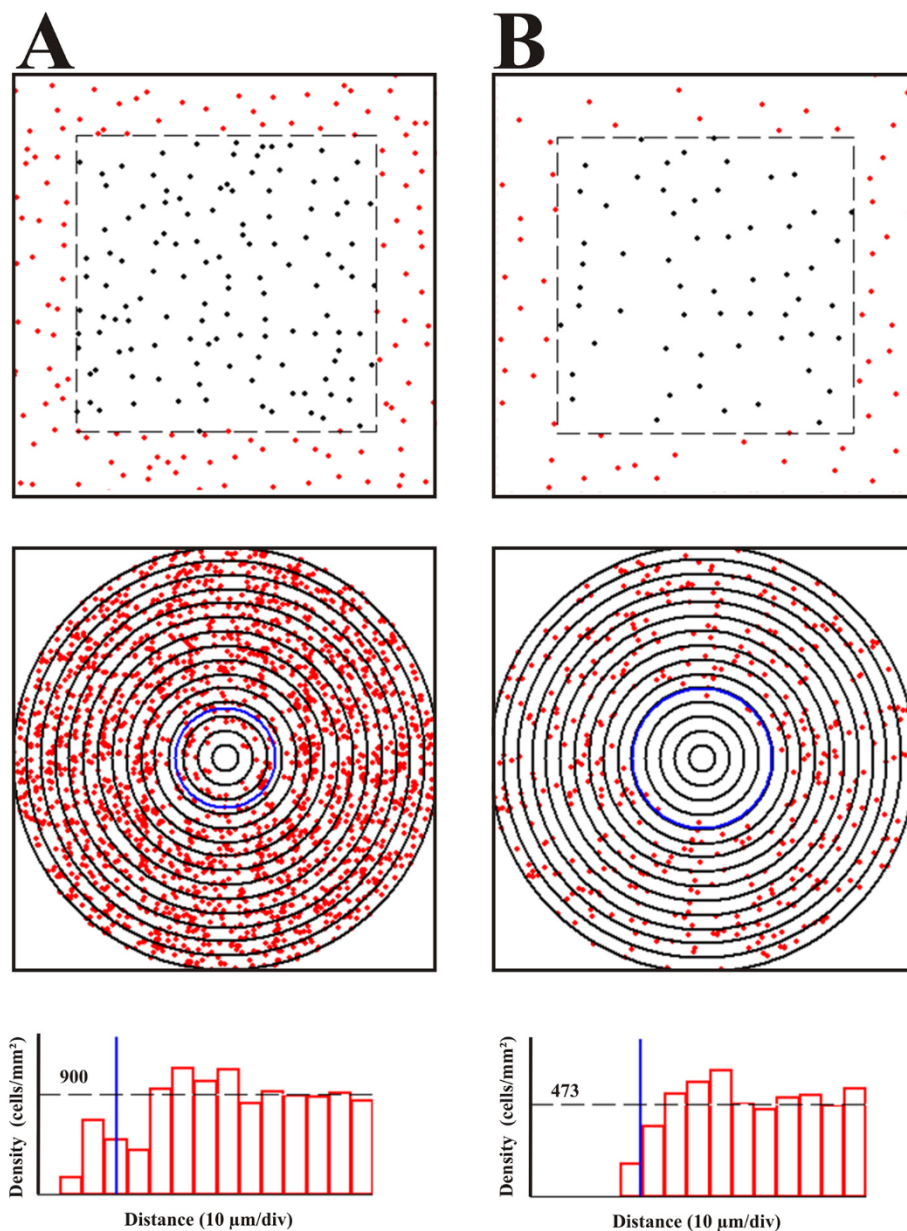 A B
900
Density (cells/mm²)
Distance (10 µm/div)
473
Density (cells/mm²)
Distance (10 µm/div)